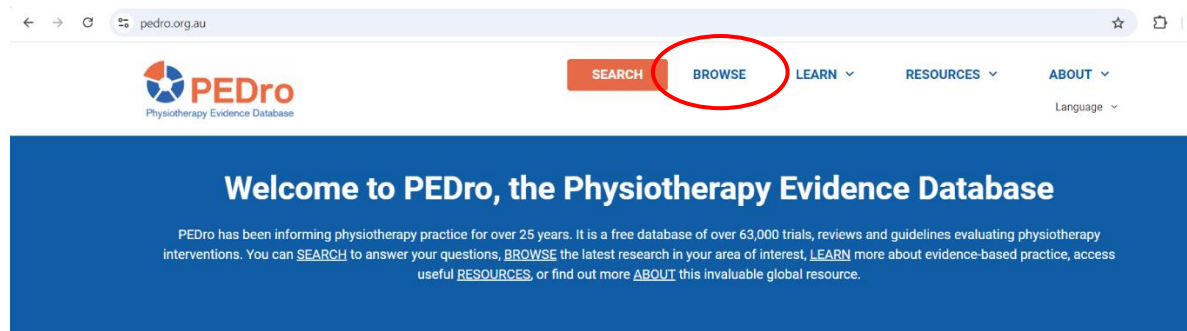 pedro.org.au
PEDro
Physiotherapy Evidence Database
SEARCH BROWSE LEARN RESOURCES ABOUT
Language
Welcome to PEDro, the Physiotherapy Evidence Database
PEDro has been informing physiotherapy practice for over 25 years. It is a free database of over 63,000 trials, reviews and guidelines evaluating physiotherapy
interventions. You can SEARCH to answer your questions, BROWSE the latest research in your area of interest, LEARN more about evidence-based practice, access
useful RESOURCES, or find out more ABOUT this invaluable global resource.